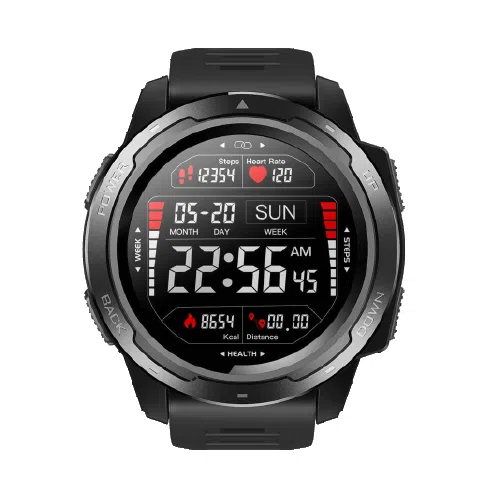 Steps Heart Rate
12354 120
POWER
UP
05-20 SUN
MONTH DAY WEEK
WEEK
STEPS
22:56 AM 45
BACK
DOWN
8654 00.00
Kcal Distance
HEALTH